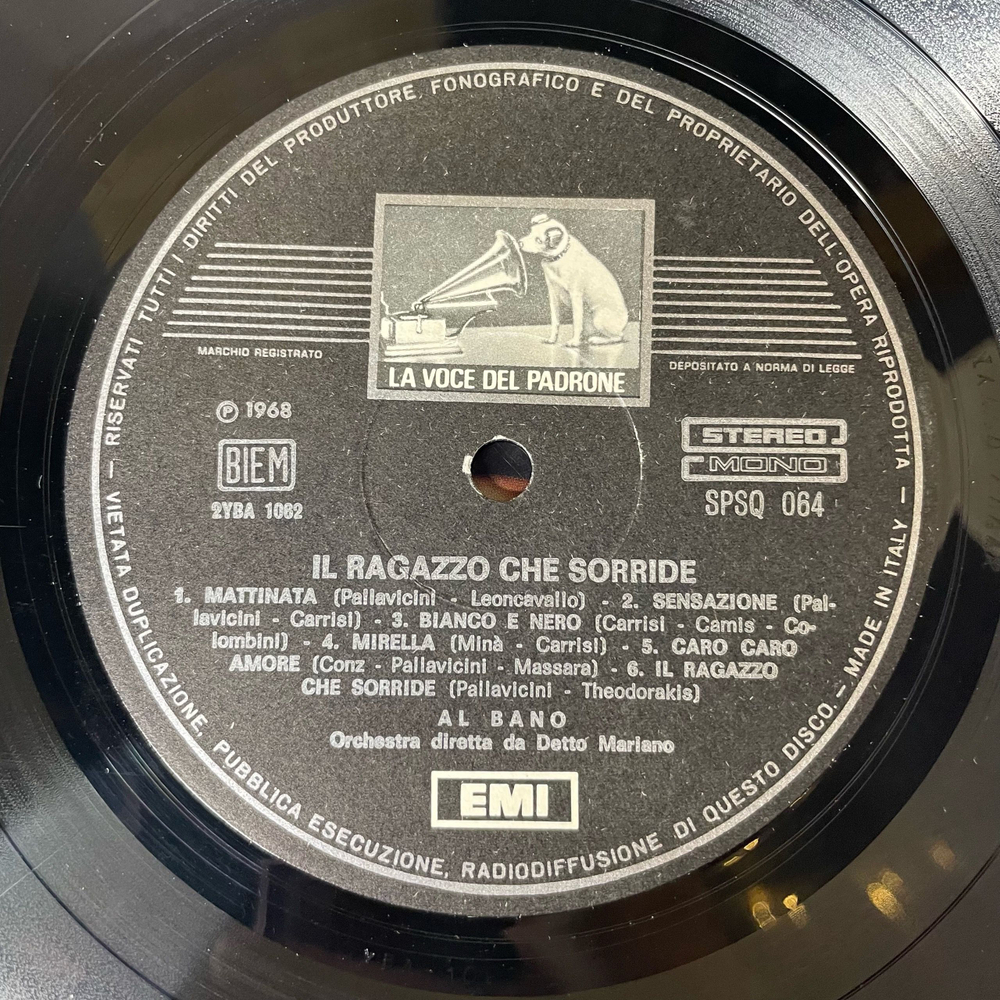 RISERVATI TUTTI I DIRITTI DEL PRODUTTORE FONOGRAFICO E DEL PROPRIETARIO DELL'OPERA RIPRODOTTA —
LA VOCE DEL PADRONE
MARCHIO REGISTRATO
DEPOSITATO A NORMA DI LEGGE
Ⓟ 1968
BIEM
2YBA 1062
STEREO
MONO
SPSQ 064
IL RAGAZZO CHE SORRIDE
1. MATTINATA (Pallavicini - Leoncavallo) - 2. SENSAZIONE (Pal-
lavicini - Carrisi) - 3. BIANCO E NERO (Carrisi - Camis - Co-
lombini) - 4. MIRELLA (Minà - Carrisi) - 5. CARO CARO
AMORE (Conz - Pallavicini - Massara) - 6. IL RAGAZZO
CHE SORRIDE (Pallavicini - Theodorakis)
AL BANO
Orchestra diretta da Detto Mariano
EMI
— VIETATA DUPLICAZIONE, PUBBLICA ESECUZIONE, RADIODIFFUSIONE DI QUESTO DISCO. — MADE IN ITALY —